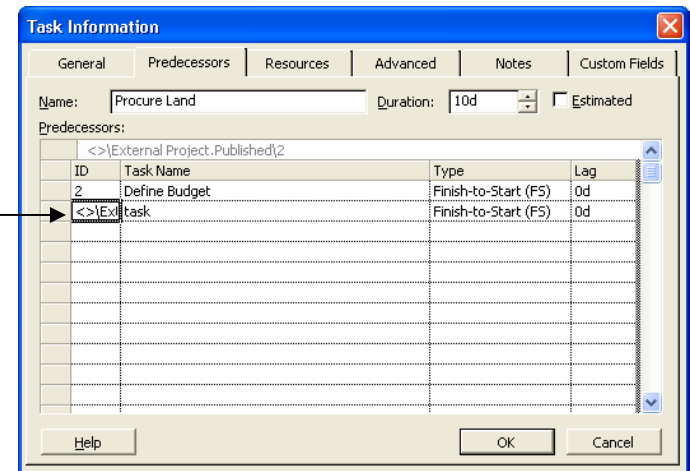 Task Information
General Predecessors Resources Advanced Notes Custom Fields
Name: Procure Land Duration: 10d Estimated
Predecessors:
<>\External Project.Published\2
ID Task Name Type Lag
2 Define Budget Finish-to-Start (FS) 0d
<>\Ext task Finish-to-Start (FS) 0d
Help OK Cancel